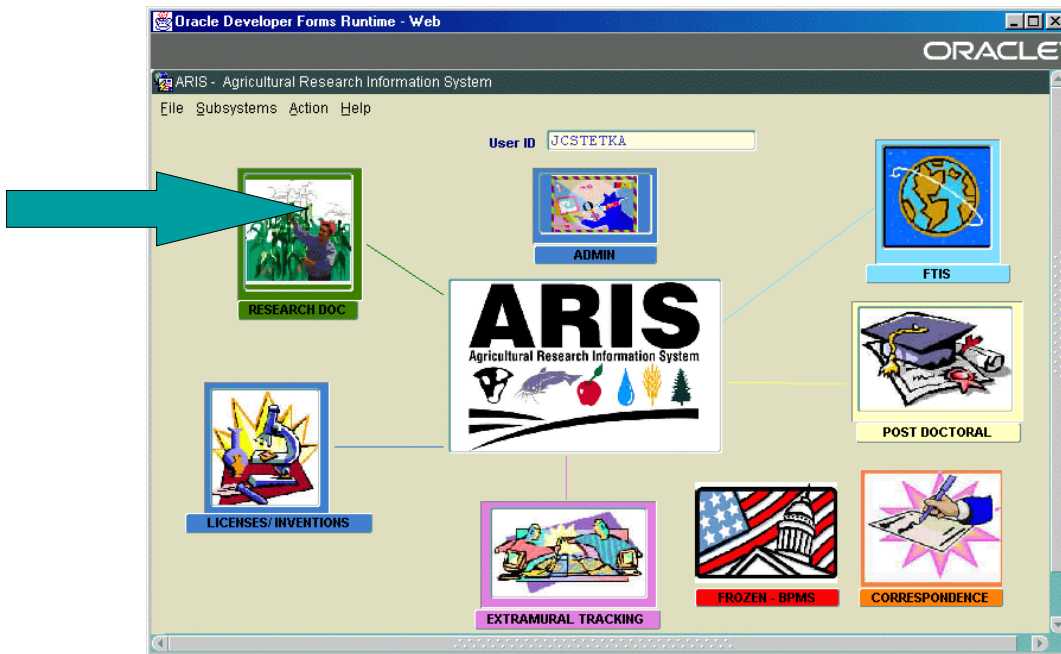 Oracle Developer Forms Runtime - Web
ORACLE
ARIS - Agricultural Research Information System
File Subsystems Action Help
User ID JCSTETKA
ADMIN
FTIS
RESEARCH DOC
ARIS
Agricultural Research Information System
POST DOCTORAL
LICENSES/INVENTIONS
FROZEN - BPMS
CORRESPONDENCE
EXTRAMURAL TRACKING